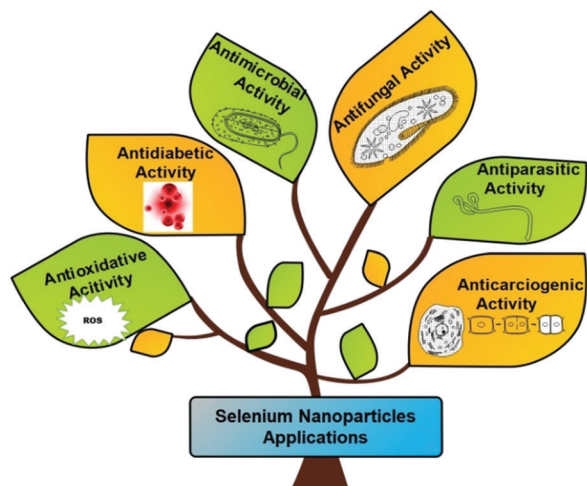 Antimicrobial
Activity
Antifungal Activity
Antidiabetic
Activity
Antiparasitic
Activity
Antioxidative
Acitivity
ROS
Anticarciogenic
Activity
Selenium Nanoparticles
Applications